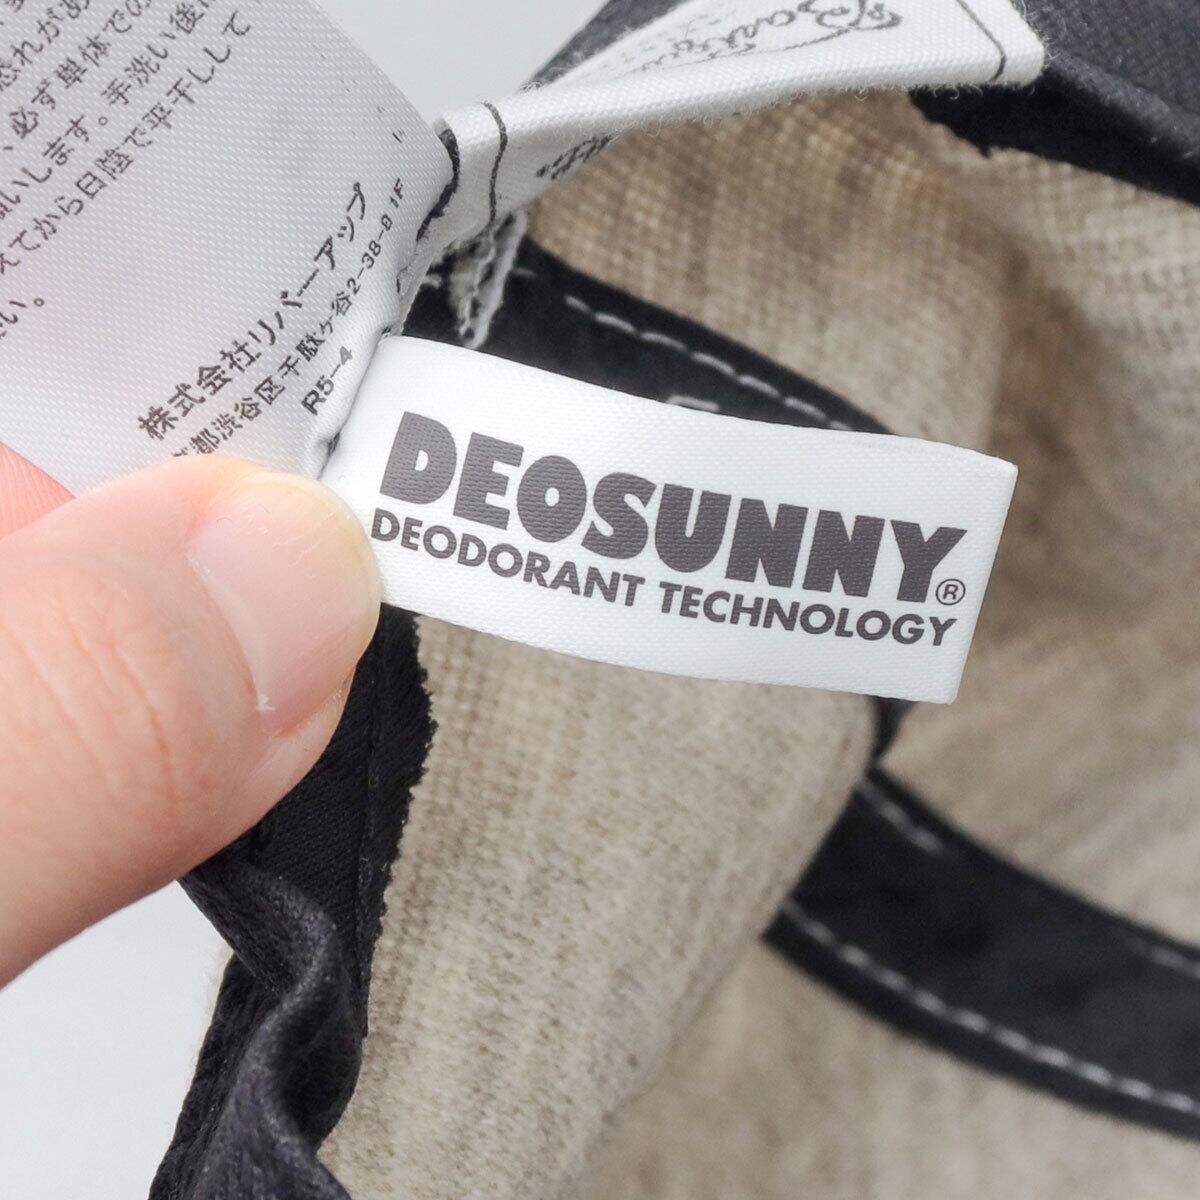 恐れがあ
、必ず単体での
願いします。手洗い後に
えてから日陰で平干しして
さい。
株式会社リバーアップ
都渋谷区千駄ヶ谷2-38-8 1F
R5-4
DEOSUNNY®
DEODORANT TECHNOLOGY